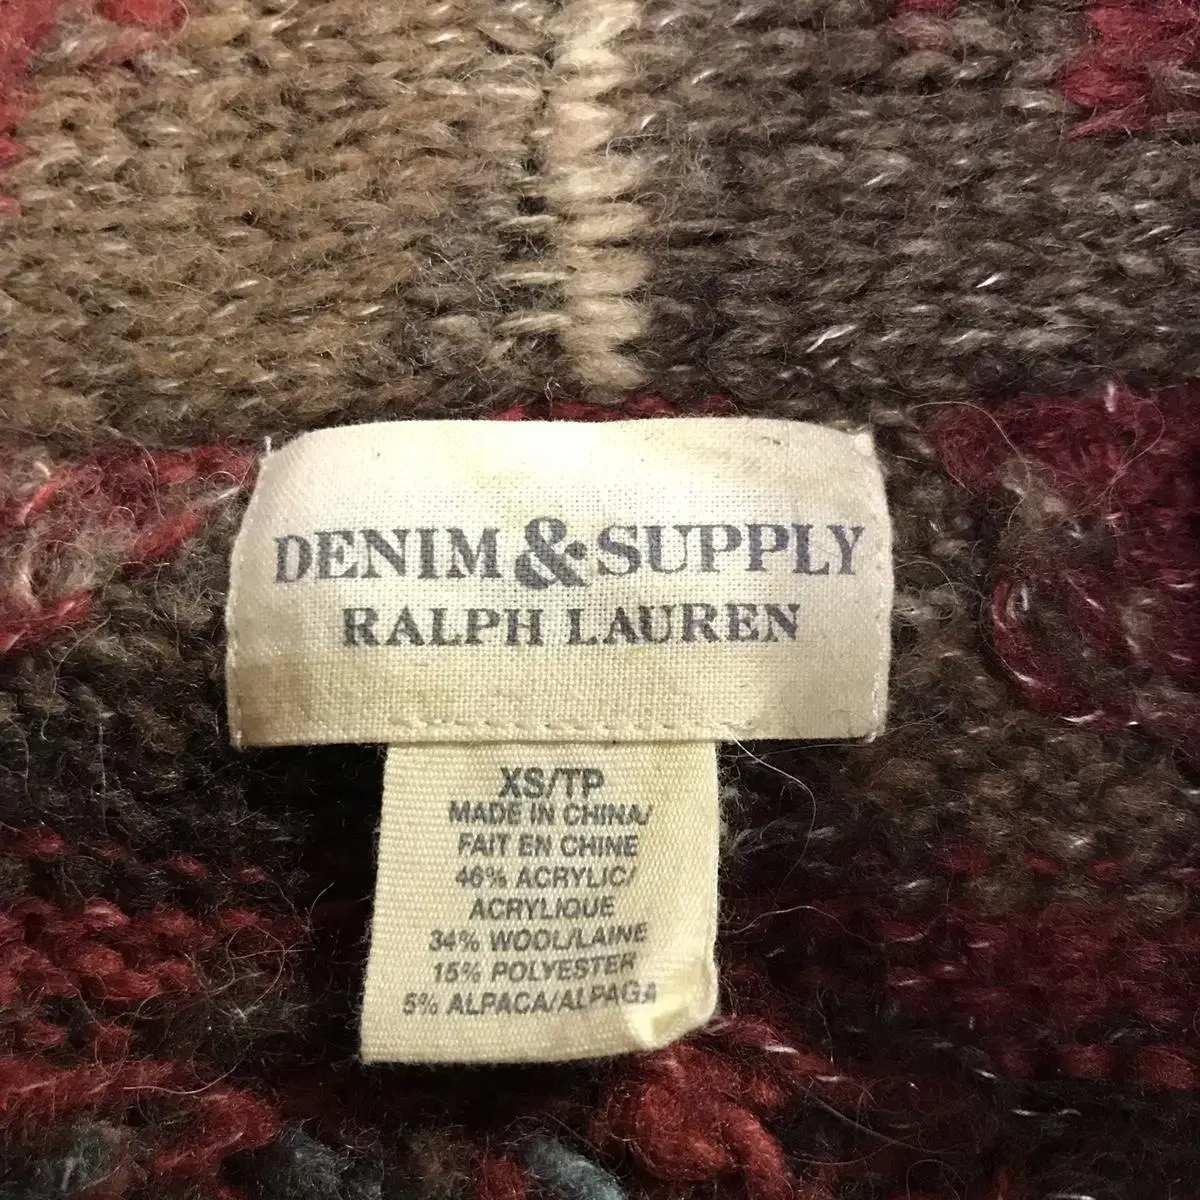 DENIM & SUPPLY
RALPH LAUREN
XS/TP
MADE IN CHINA/
FAIT EN CHINE
46% ACRYLIC/
ACRYLIQUE
34% WOOL/LAINE
15% POLYESTER
5% ALPACA/ALPAGA